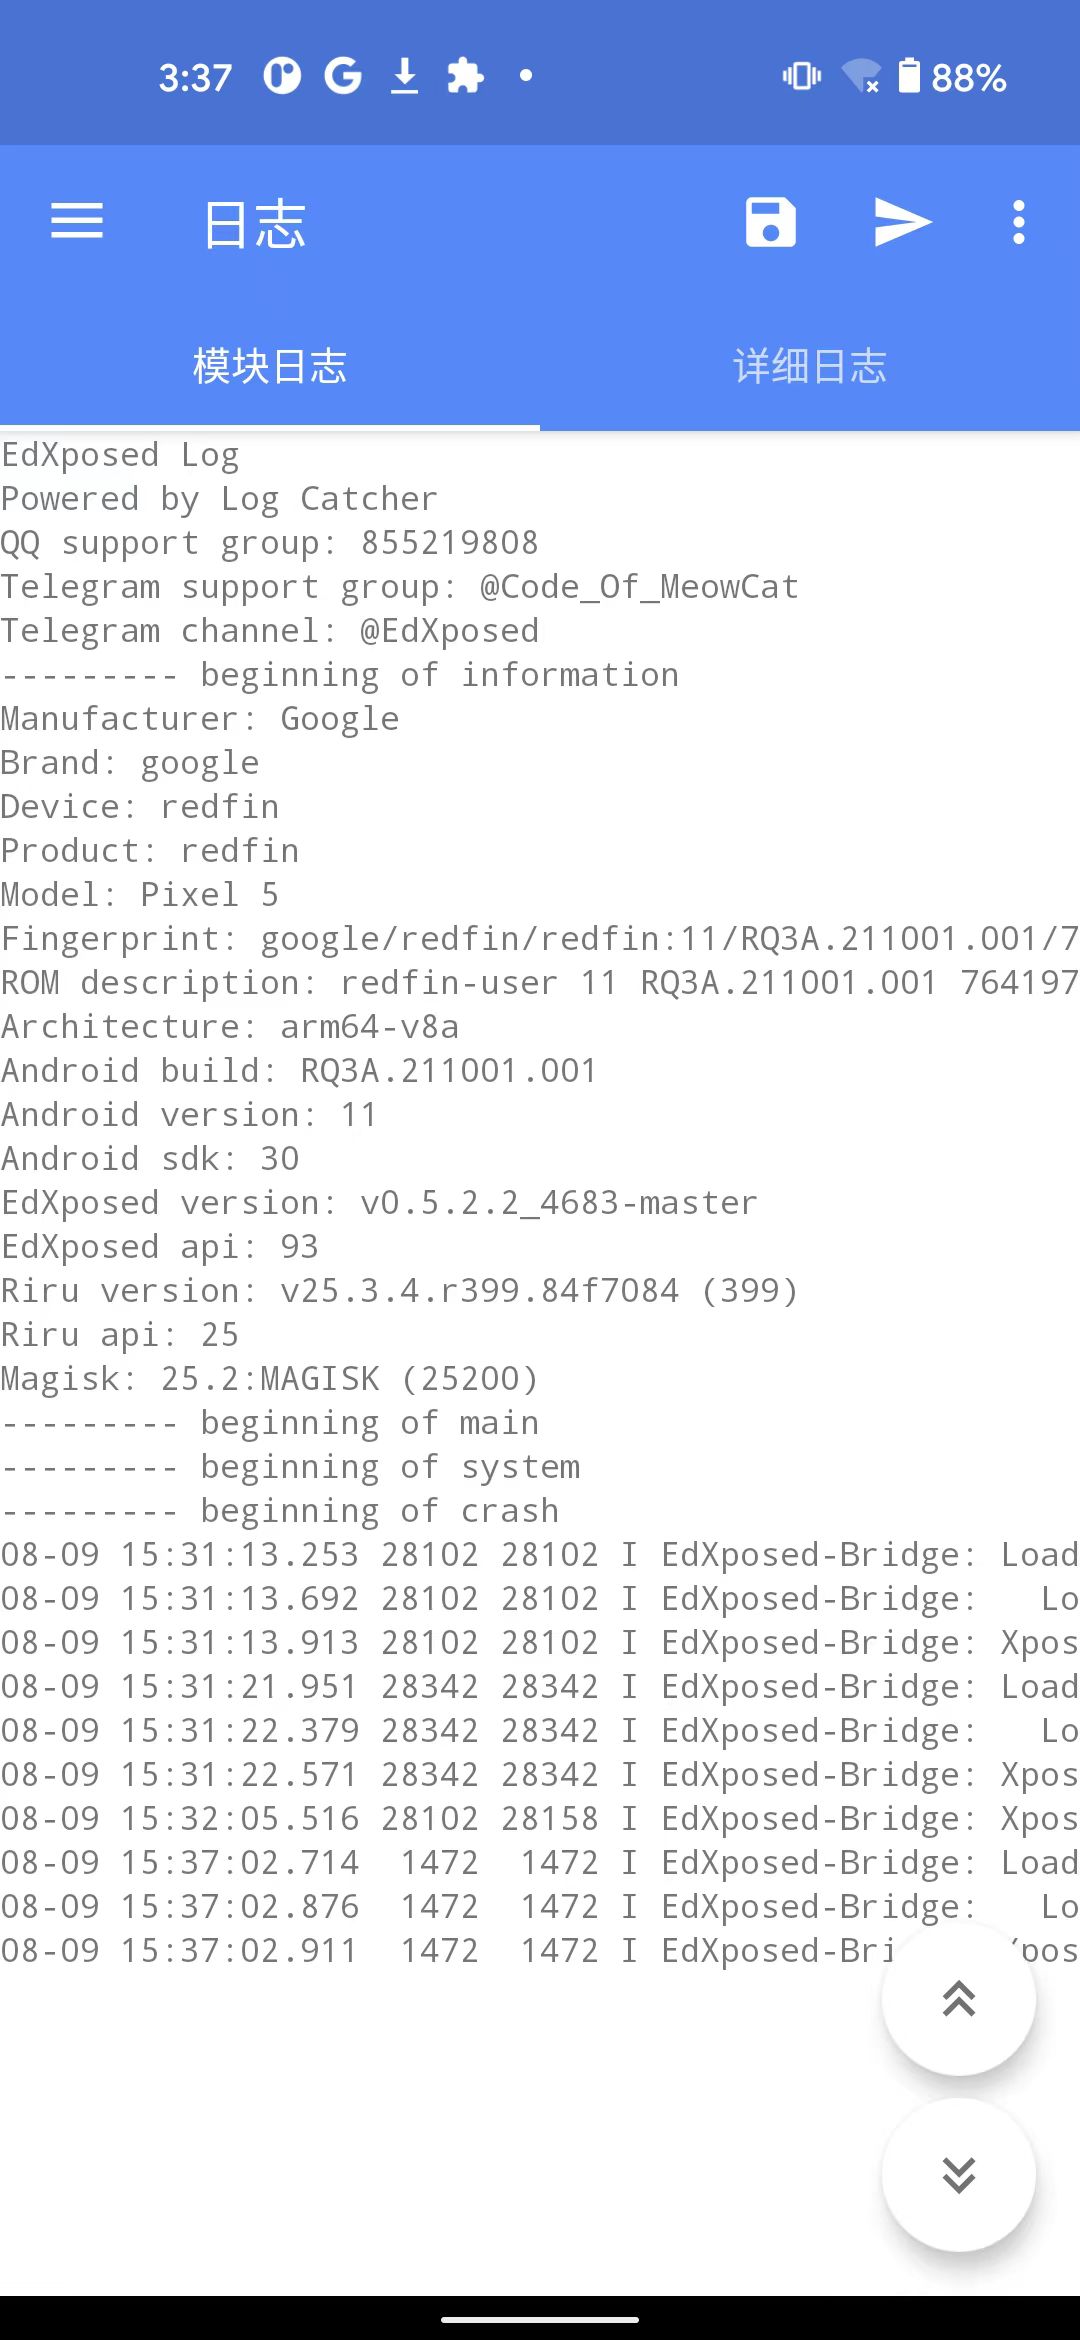 3:37
88%
日志
模块日志 详细日志
EdXposed Log
Powered by Log Catcher
QQ support group: 855219808
Telegram support group: @Code_Of_MeowCat
Telegram channel: @EdXposed
--------- beginning of information
Manufacturer: Google
Brand: google
Device: redfin
Product: redfin
Model: Pixel 5
Fingerprint: google/redfin/redfin:11/RQ3A.211001.001/7
ROM description: redfin-user 11 RQ3A.211001.001 764197
Architecture: arm64-v8a
Android build: RQ3A.211001.001
Android version: 11
Android sdk: 30
EdXposed version: v0.5.2.2_4683-master
EdXposed api: 93
Riru version: v25.3.4.r399.84f7084 (399)
Riru api: 25
Magisk: 25.2:MAGISK (25200)
--------- beginning of main
--------- beginning of system
--------- beginning of crash
08-09 15:31:13.253 28102 28102 I EdXposed-Bridge: Load
08-09 15:31:13.692 28102 28102 I EdXposed-Bridge:   Lo
08-09 15:31:13.913 28102 28102 I EdXposed-Bridge: Xpos
08-09 15:31:21.951 28342 28342 I EdXposed-Bridge: Load
08-09 15:31:22.379 28342 28342 I EdXposed-Bridge:   Lo
08-09 15:31:22.571 28342 28342 I EdXposed-Bridge: Xpos
08-09 15:32:05.516 28102 28158 I EdXposed-Bridge: Xpos
08-09 15:37:02.714  1472  1472 I EdXposed-Bridge: Load
08-09 15:37:02.876  1472  1472 I EdXposed-Bridge:   Lo
08-09 15:37:02.911  1472  1472 I EdXposed-Bri pos